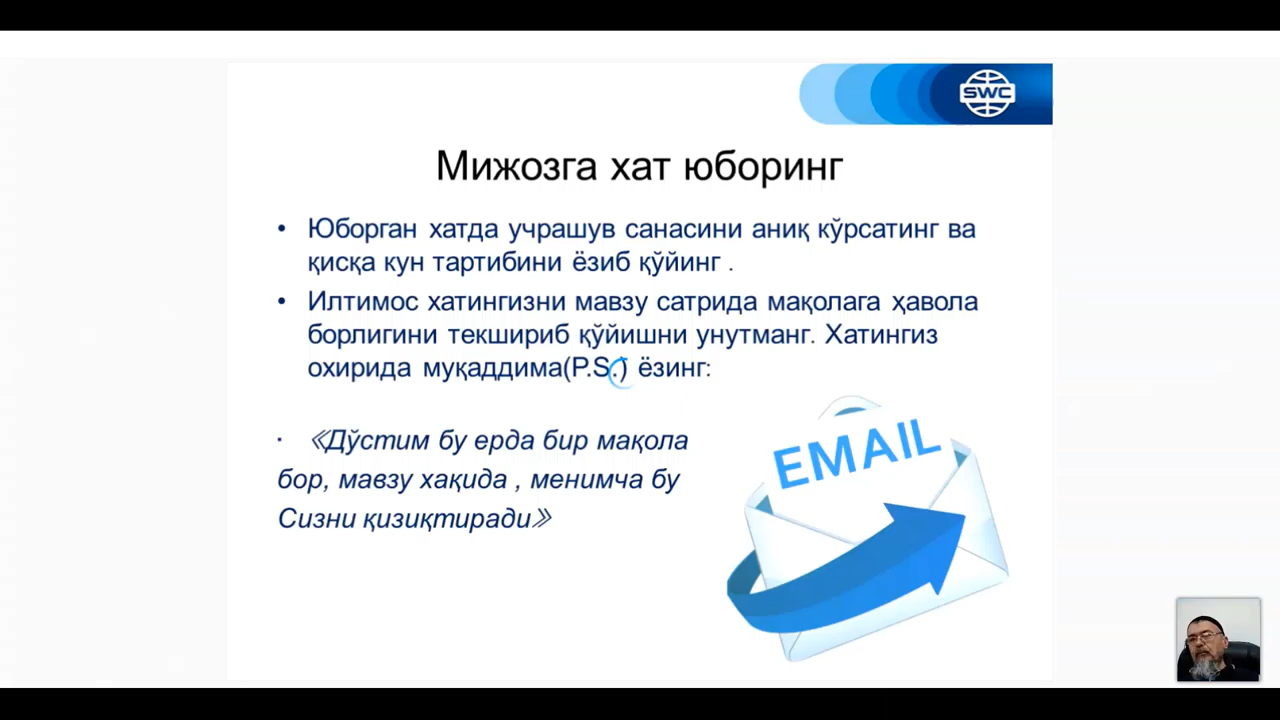 SWC
Мижозга хат юборинг
• Юборган хатда учрашув санасини аниқ кўрсатинг ва
қисқа кун тартибини ёзиб қўйинг .
• Илтимос хатингизни мавзу сатрида мақолага ҳавола
борлигини текшириб қўйишни унутманг. Хатингиз
охирида муқаддима(P.S.) ёзинг:
· 《Дўстим бу ерда бир мақола
бор, мавзу хақида , менимча бу
Сизни қизиқтиради》
EMAIL